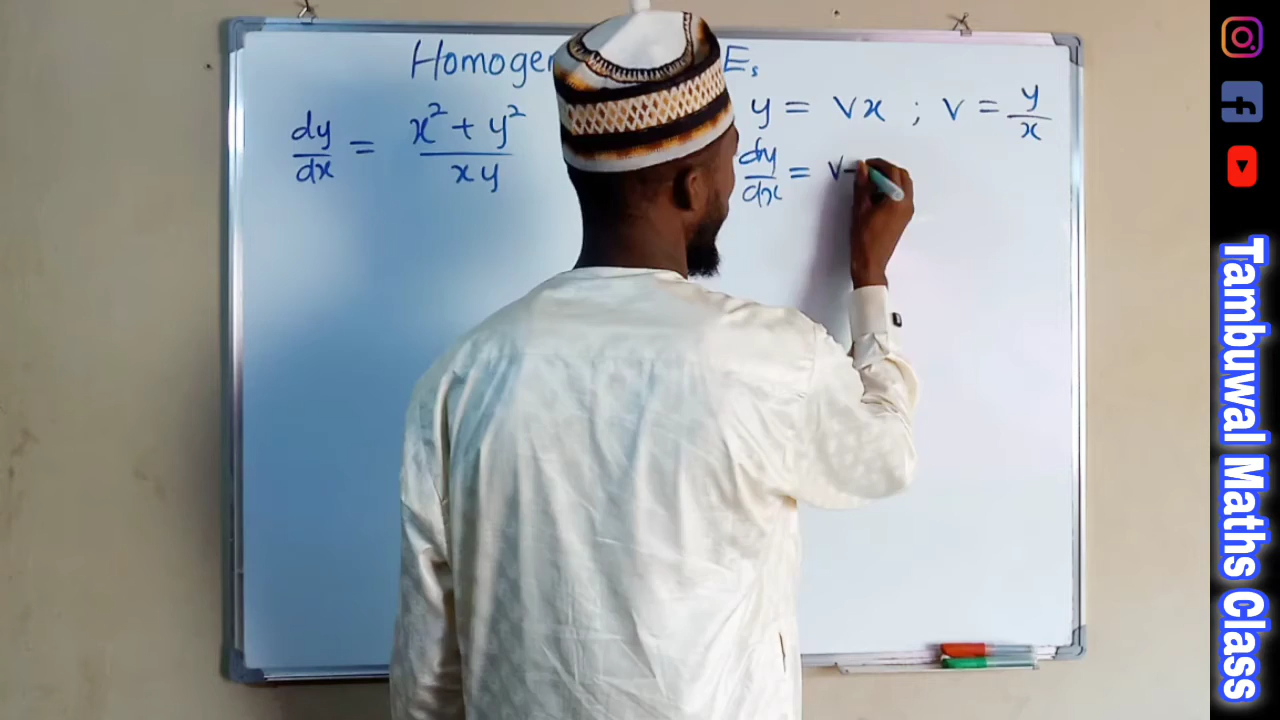 Homogen Es
dy/dx = x² + y² / xy
y = vx ; v = y/x
dy/dx = v
Tambuwal Maths Class